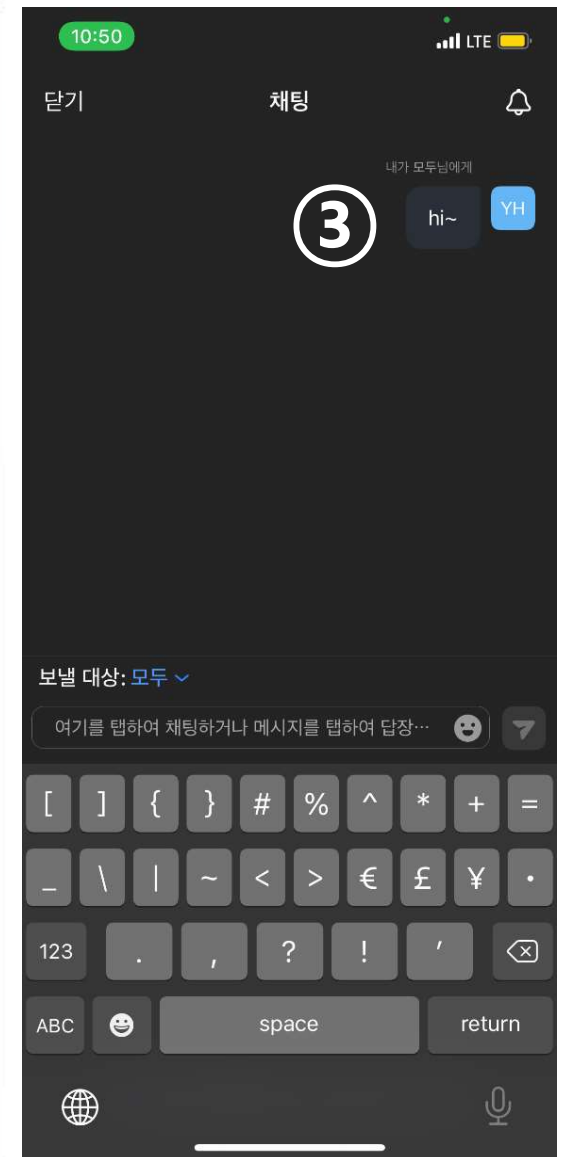 10:50
LTE
닫기
채팅
내가 모두님에게
③
hi~
YH
보낼 대상: 모두
여기를 탭하여 채팅하거나 메시지를 탭하여 답장…
[ ] { } # % ^ * + =
_ \ | ~ < > € £ ¥ •
123 . , ? ! ′
ABC
space
return